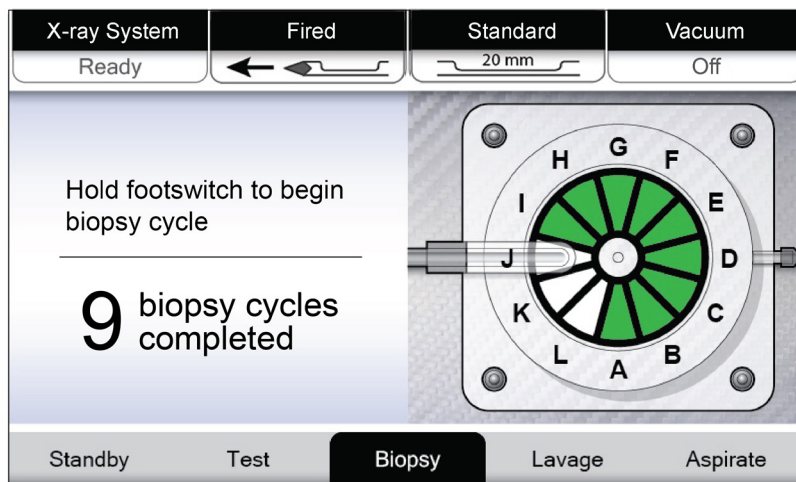 X-ray System
Fired
Standard
Vacuum
Ready
20 mm
Off
Hold footswitch to begin
biopsy cycle
9 biopsy cycles
completed
G
H F
I E
J D
K C
L B
A
Standby Test Biopsy Lavage Aspirate